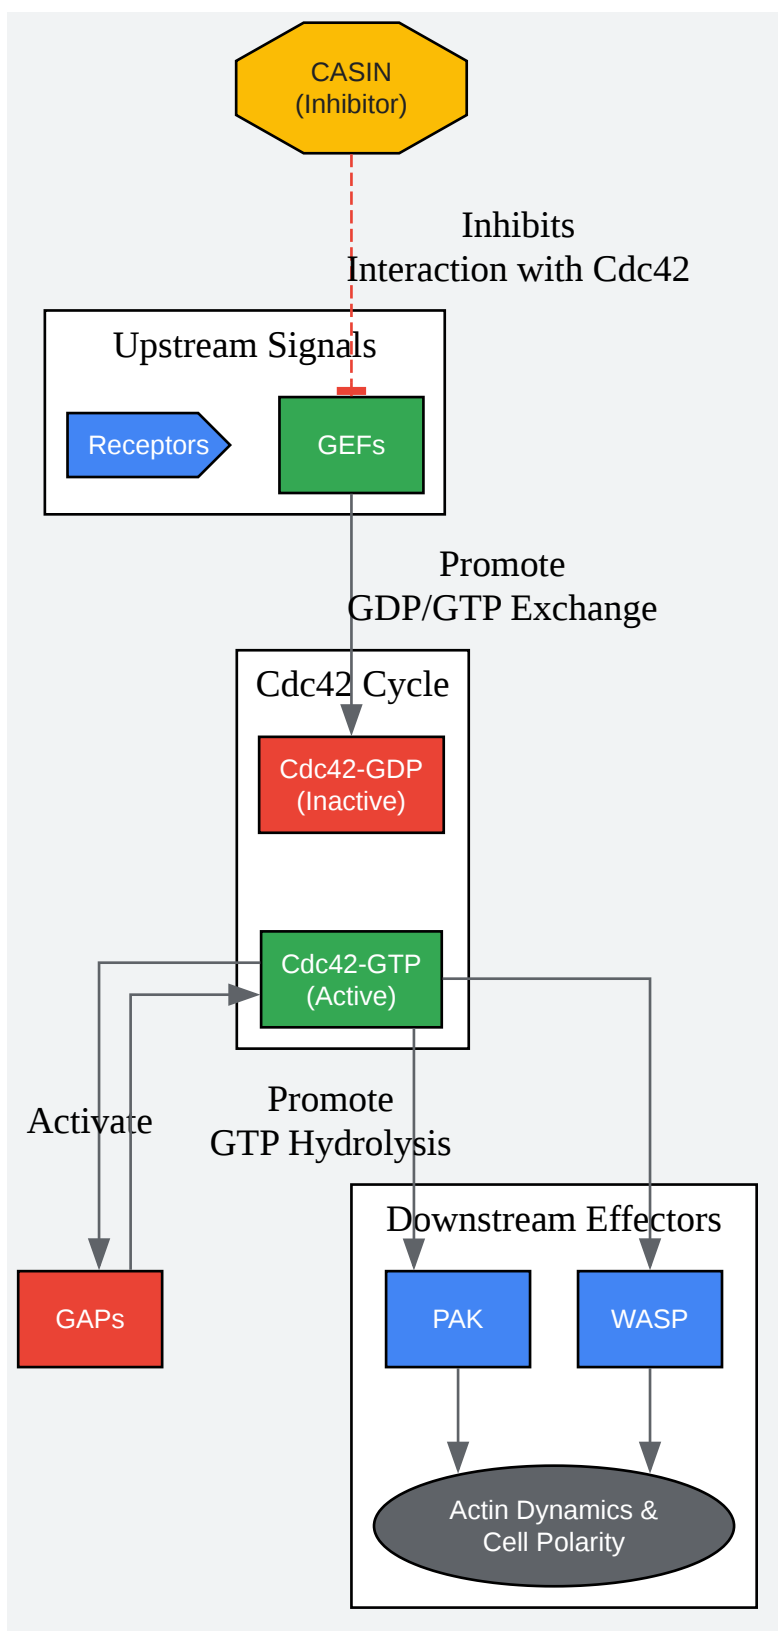 CASIN
(Inhibitor)
Inhibits
Interaction with Cdc42
Upstream Signals
Receptors
GEFs
Promote
GDP/GTP Exchange
Cdc42 Cycle
Cdc42-GDP
(Inactive)
Cdc42-GTP
(Active)
Activate
Promote
GTP Hydrolysis
Downstream Effectors
GAPs
PAK
WASP
Actin Dynamics &
Cell Polarity